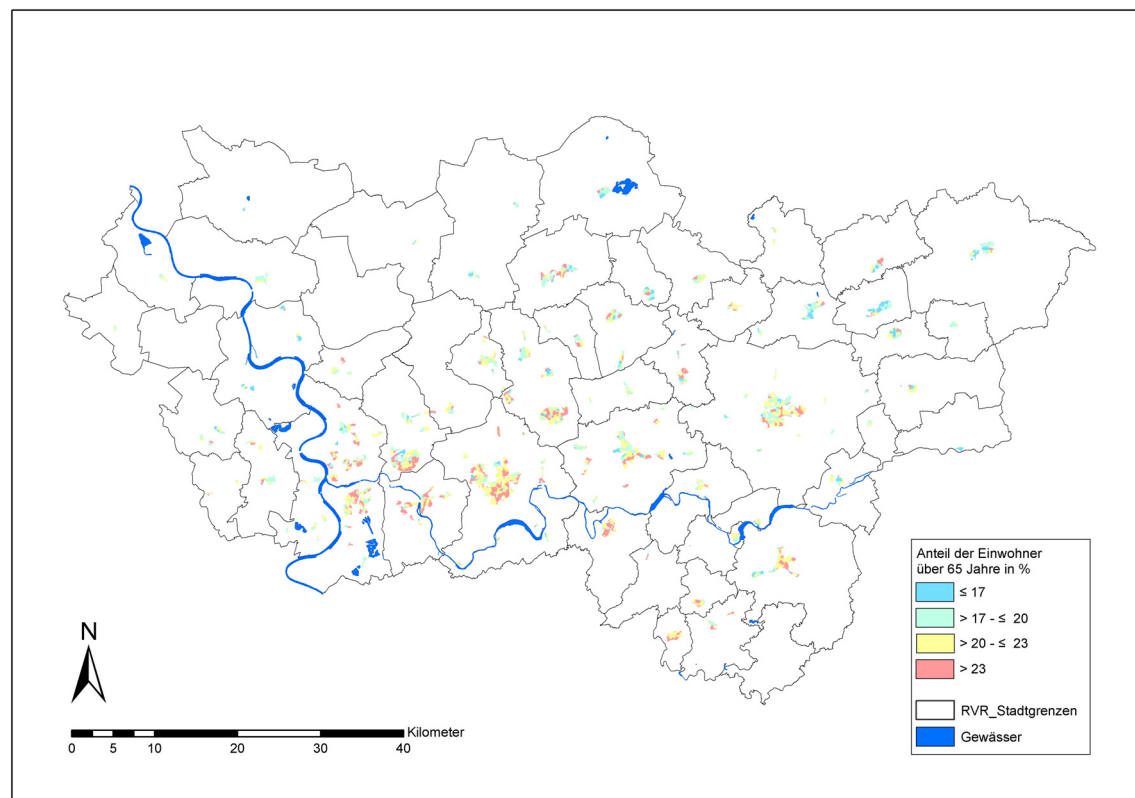 Anteil der Einwohner
über 65 Jahre in %
≤ 17
> 17 - ≤ 20
> 20 - ≤ 23
> 23
RVR_Stadtgrenzen
Gewässer
N
Kilometer
0 5 10 20 30 40